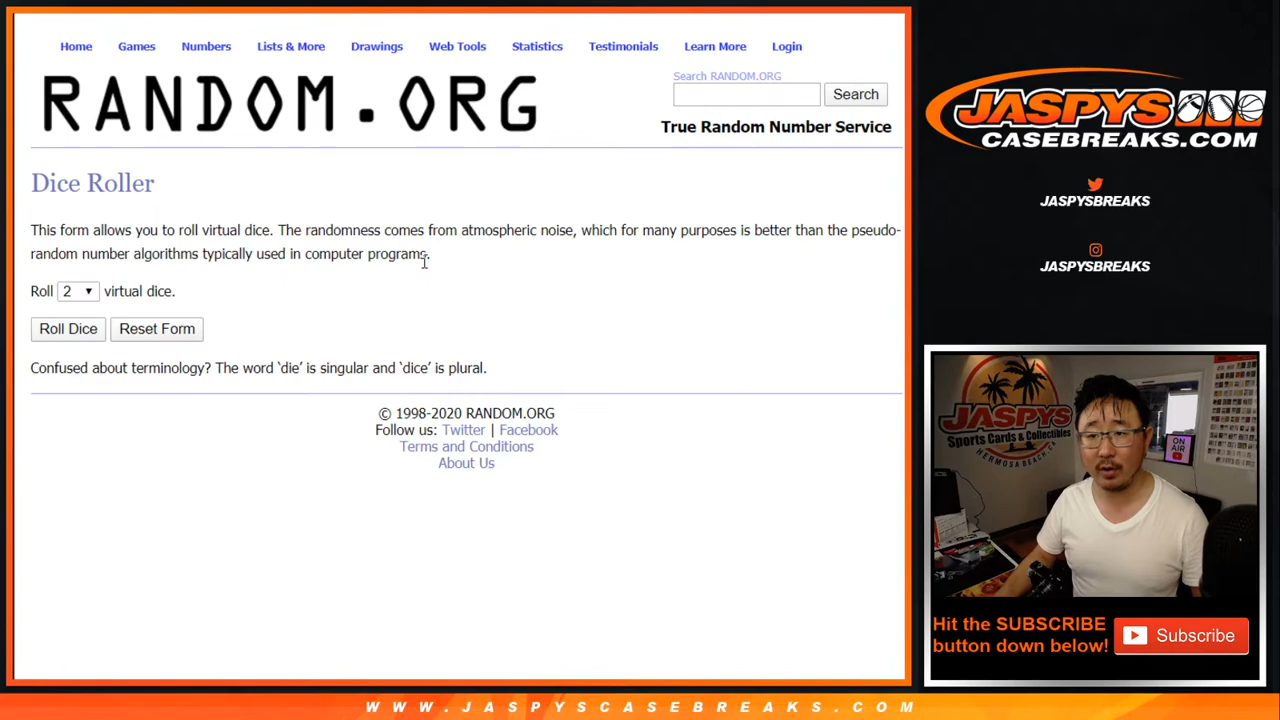 Home Games Numbers Lists & More Drawings Web Tools Statistics Testimonials Learn More Login
RANDOM.ORG
Search RANDOM.ORG
Search
True Random Number Service
Dice Roller
This form allows you to roll virtual dice. The randomness comes from atmospheric noise, which for many purposes is better than the pseudo-
random number algorithms typically used in computer programs.
Roll 2 virtual dice.
Roll Dice Reset Form
Confused about terminology? The word ‘die’ is singular and ‘dice’ is plural.
© 1998-2020 RANDOM.ORG
Follow us: Twitter | Facebook
Terms and Conditions
About Us
JASPYS
CASEBREAKS.COM
JASPYSBREAKS
JASPYSBREAKS
JASPYS
Sports Cards & Collectibles
HERMOSA BEACH, CA
ON AIR
Hit the SUBSCRIBE
button down below!
Subscribe
WWW.JASPYSCASEBREAKS.COM